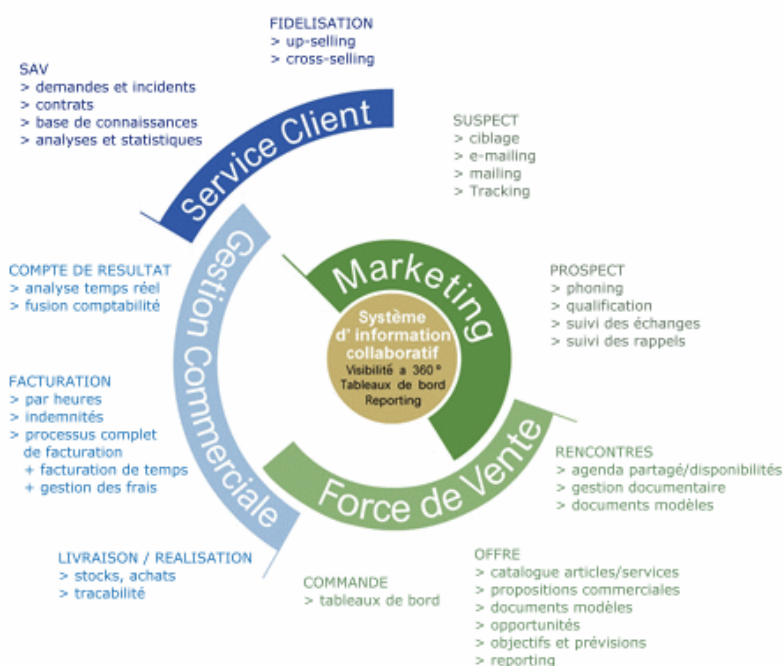 FIDELISATION
> up-selling
> cross-selling
SAV
> demandes et incidents
> contrats
> base de connaissances
> analyses et statistiques
Service Client
SUSPECT
> ciblage
> e-mailing
> mailing
> Tracking
COMPTE DE RESULTAT
> analyse temps réel
> fusion comptabilité
Gestion Commerciale
Marketing
Système
d' information
collaboratif
Visibilité a 360°
Tableaux de bord
Reporting
PROSPECT
> phoning
> qualification
> suivi des échanges
> suivi des rappels
FACTURATION
> par heures
> indemnités
> processus complet
de facturation
+ facturation de temps
+ gestion des frais
Force de Vente
RENCONTRES
> agenda partagé/disponibilités
> gestion documentaire
> documents modèles
LIVRAISON / REALISATION
> stocks, achats
> tracabilité
COMMANDE
> tableaux de bord
OFFRE
> catalogue articles/services
> propositions commerciales
> documents modèles
> opportunités
> objectifs et prévisions
> reporting